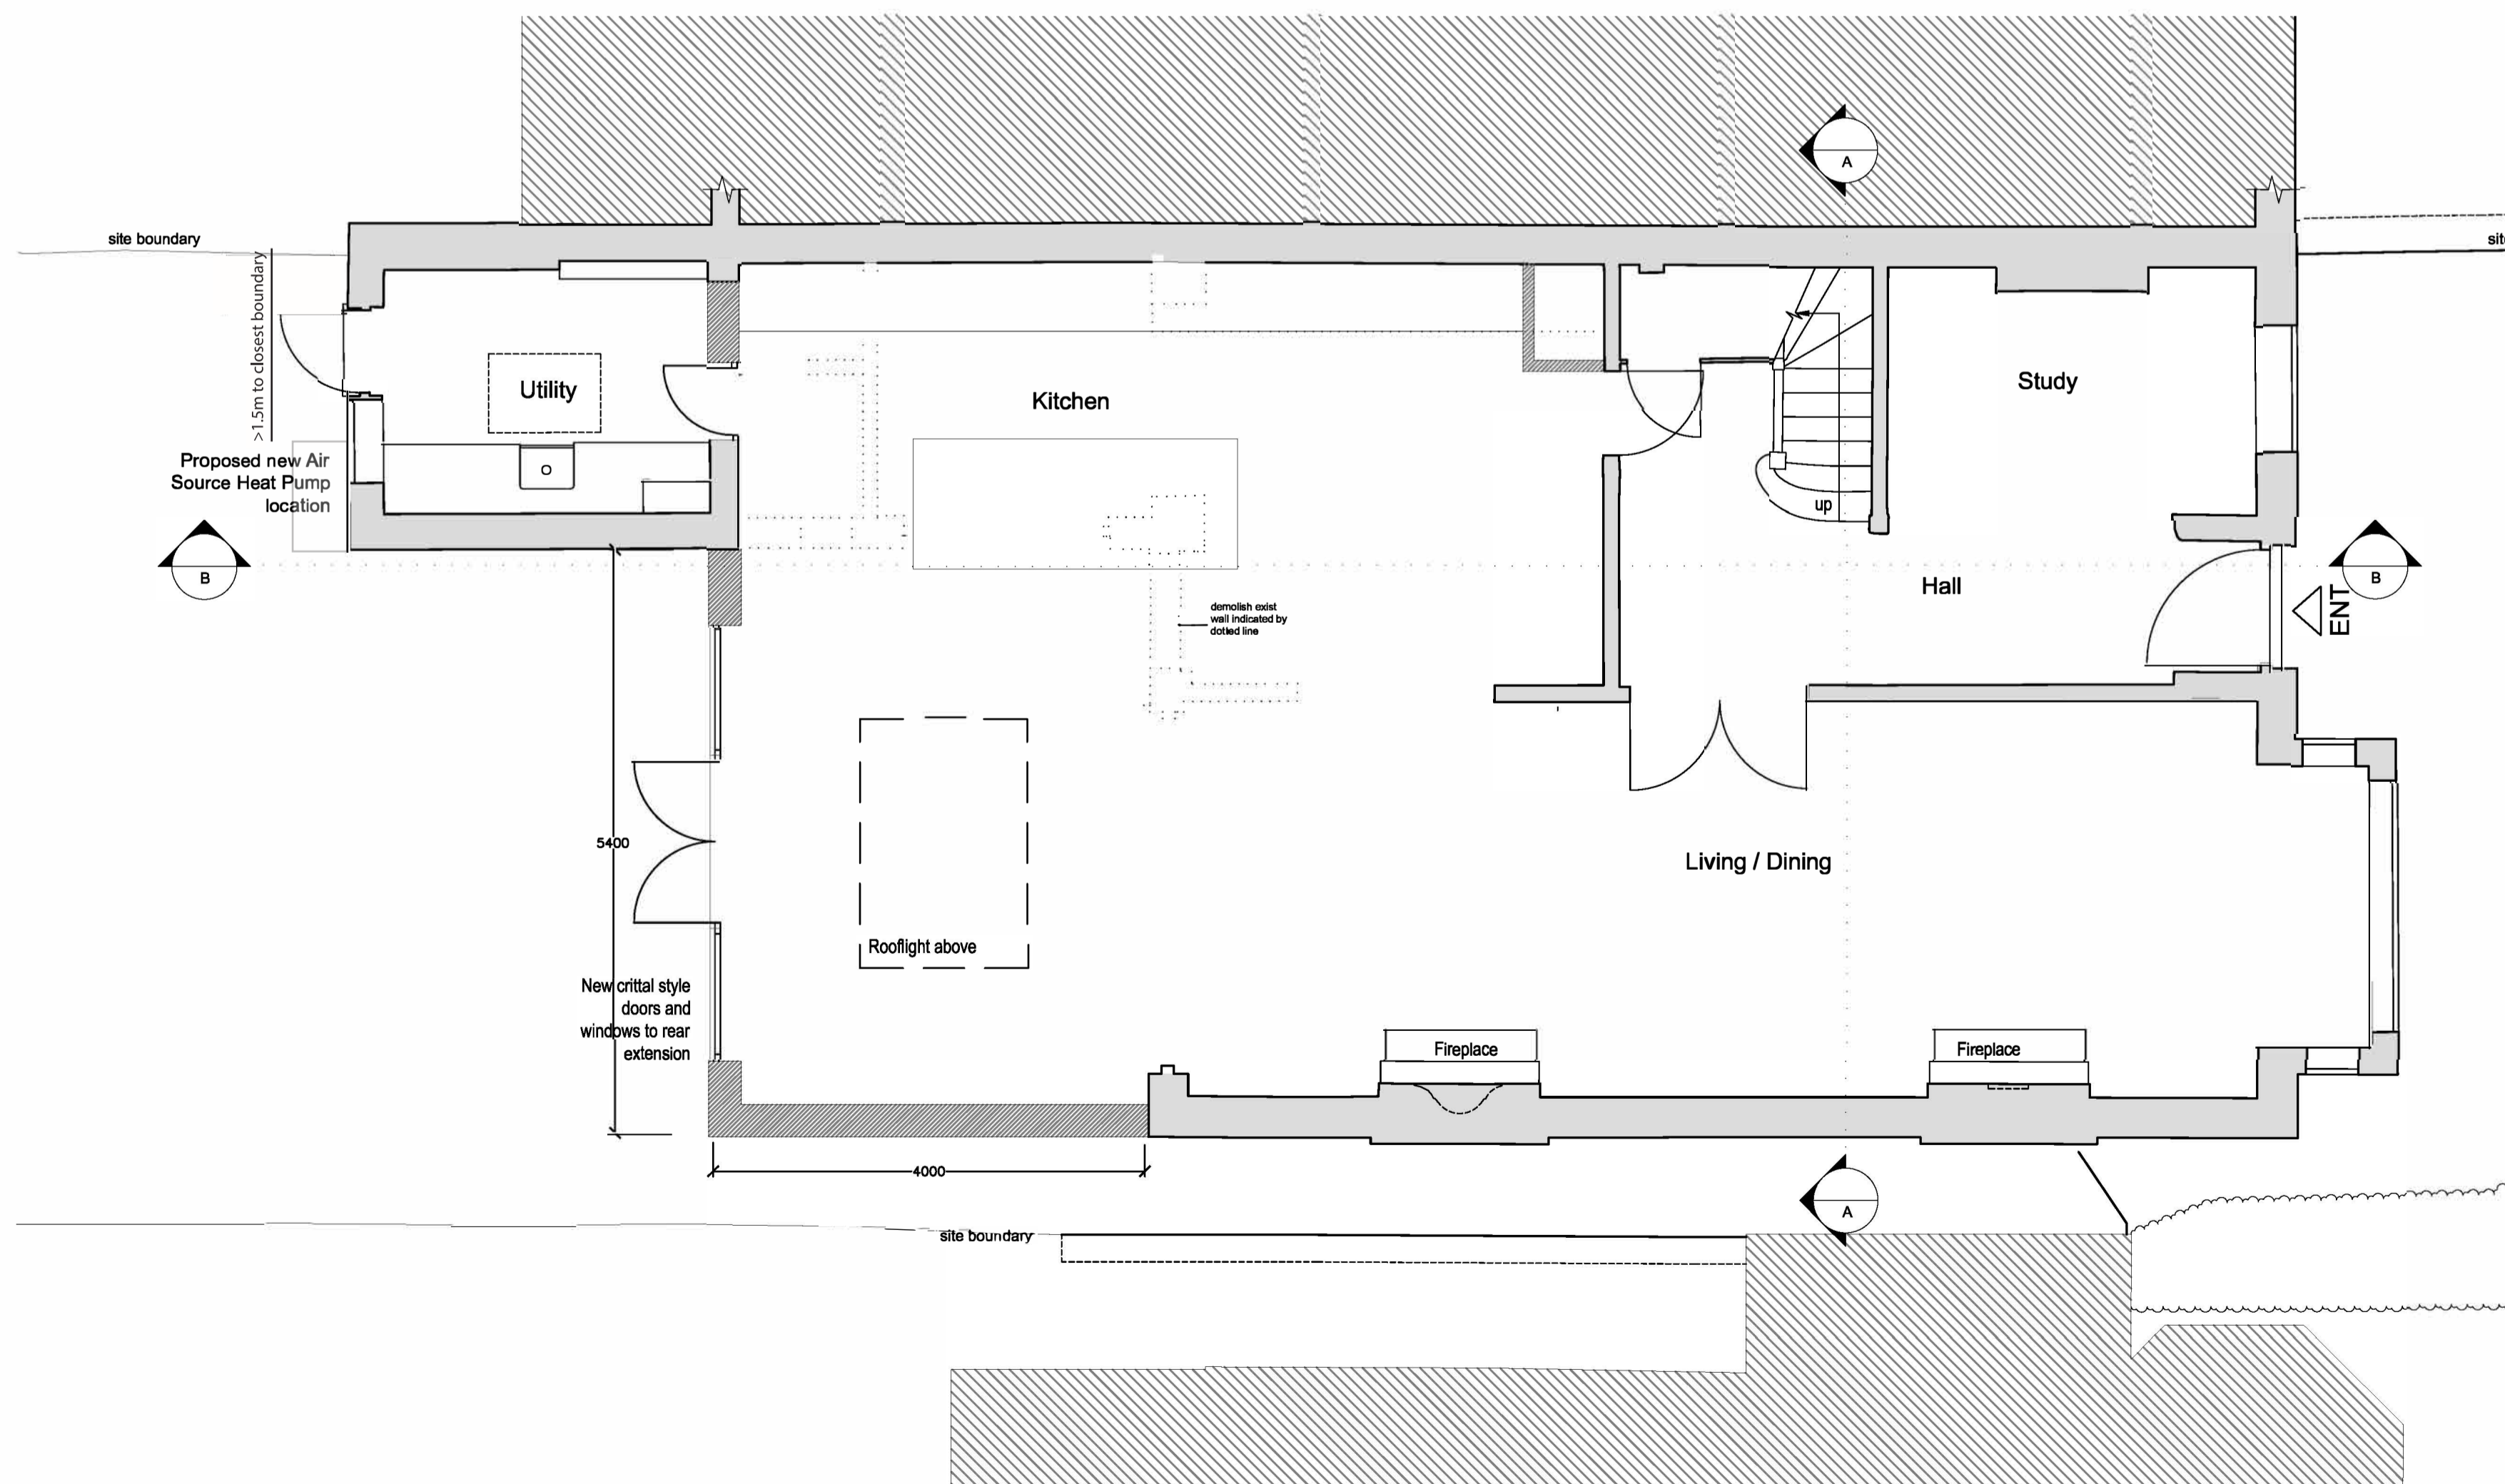 A
site boundary
sit
>1.5m to closest boundary
Utility
Kitchen
Study
Proposed new Air
Source Heat Pump
location
up
B
Hall
B
ENT
demolish exist
wall indicated by
dotted line
5400
Living / Dining
Rooflight above
New crittal style
doors and
windows to rear
extension
Fireplace
Fireplace
4000
A
site boundary